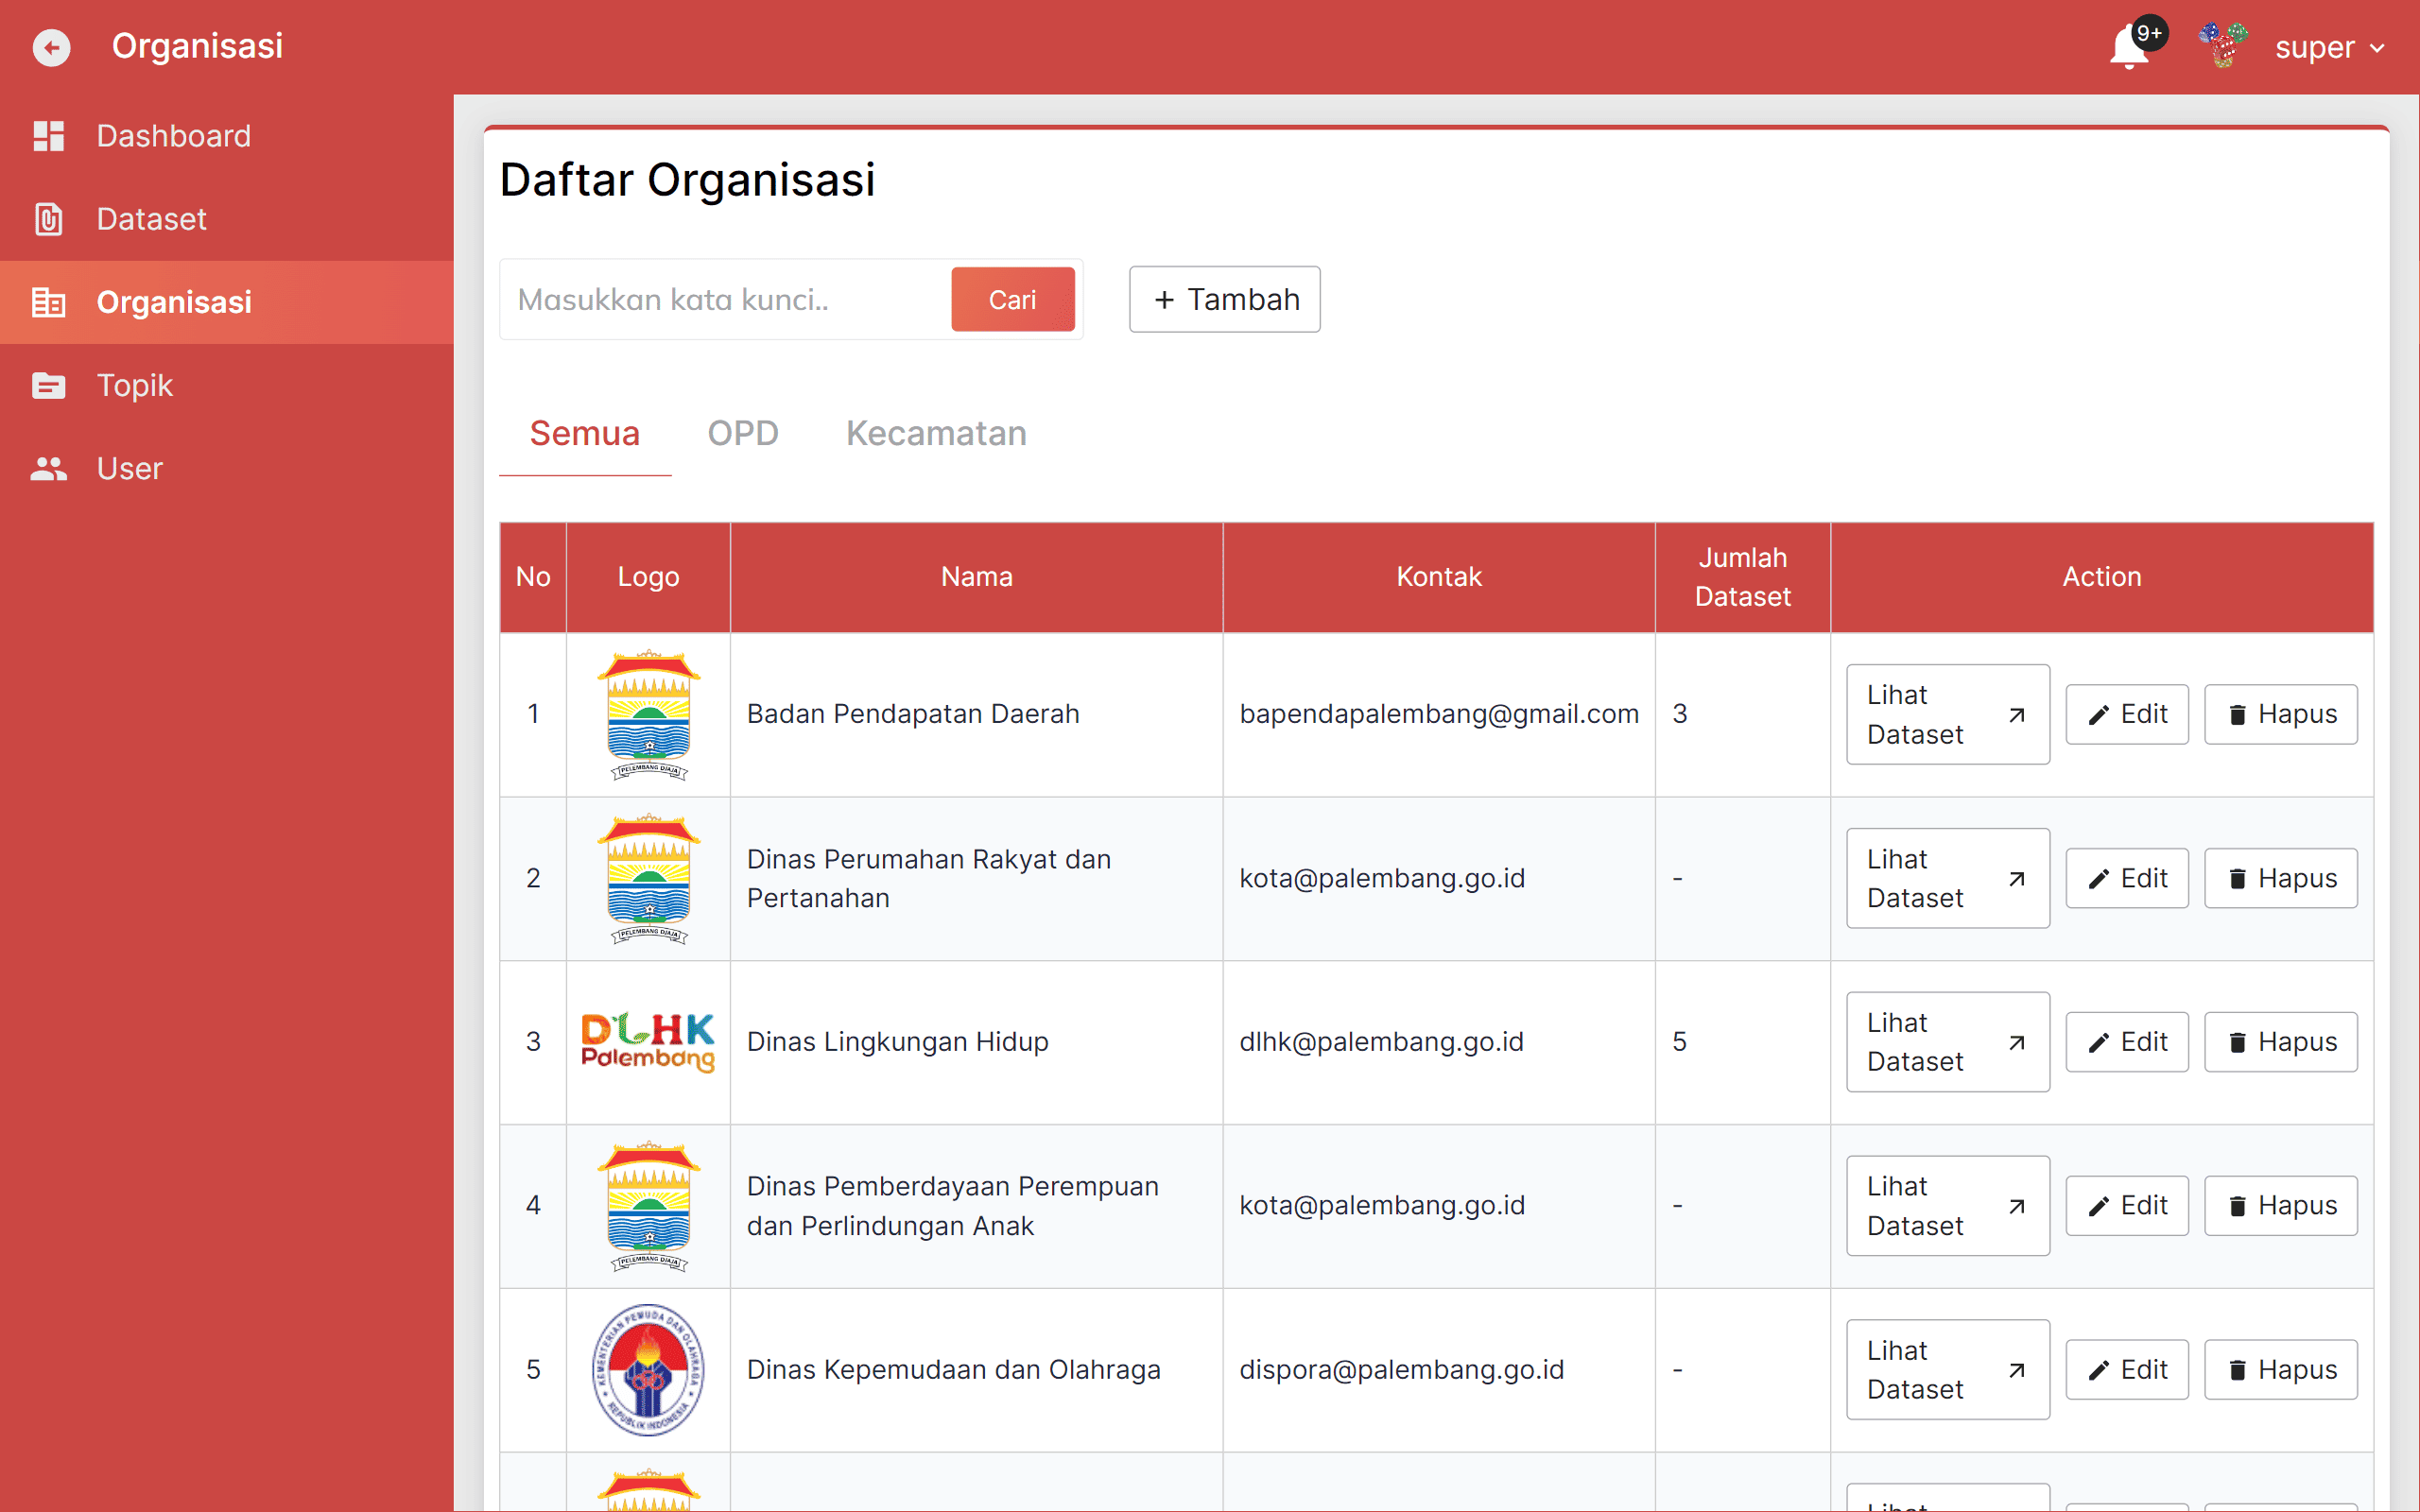 Organisasi
9+
super
Dashboard
Dataset
Organisasi
Topik
User
Daftar Organisasi
Masukkan kata kunci..
Cari
+ Tambah
Semua
OPD
Kecamatan
No
Logo
Nama
Kontak
Jumlah
Dataset
Action
1
PELEMBANG DJAJA
Badan Pendapatan Daerah
bapendapalembang@gmail.com
3
Lihat
Dataset
Edit
Hapus
2
PELEMBANG DJAJA
Dinas Perumahan Rakyat dan
Pertanahan
kota@palembang.go.id
-
Lihat
Dataset
Edit
Hapus
3
DLHK
Palembang
Dinas Lingkungan Hidup
dlhk@palembang.go.id
5
Lihat
Dataset
Edit
Hapus
4
PELEMBANG DJAJA
Dinas Pemberdayaan Perempuan
dan Perlindungan Anak
kota@palembang.go.id
-
Lihat
Dataset
Edit
Hapus
5
KEMENTERIAN PEMUDA DAN OLAHRAGA
REPUBLIK INDONESIA
Dinas Kepemudaan dan Olahraga
dispora@palembang.go.id
-
Lihat
Dataset
Edit
Hapus
Lihat